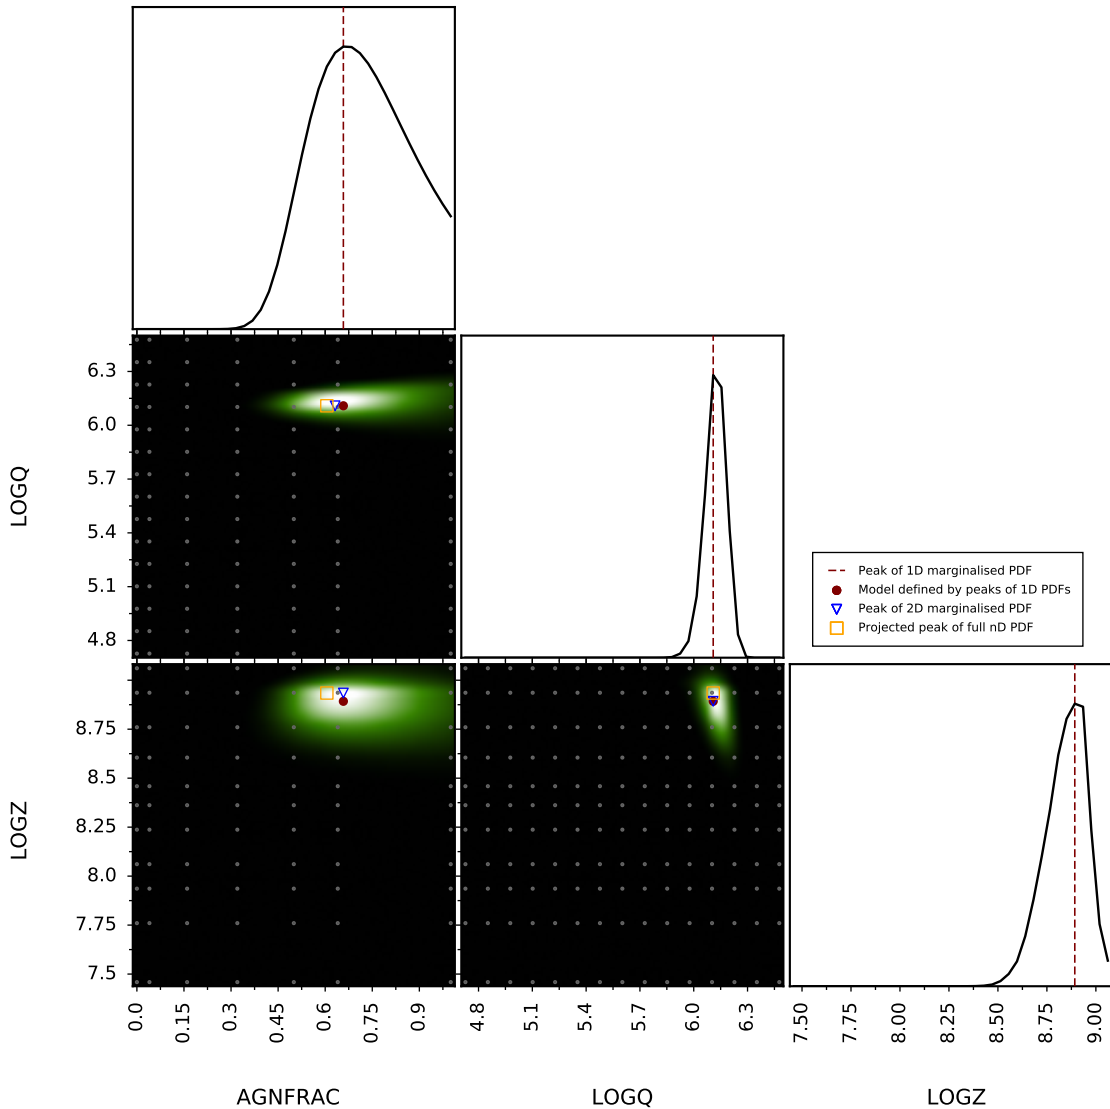 6.3
6.0
5.7
5.4
5.1
4.8
LOGQ
Peak of 1D marginalised PDF
Model defined by peaks of 1D PDFs
Peak of 2D marginalised PDF
Projected peak of full nD PDF
8.75
8.5
8.25
8.0
7.75
7.5
LOGZ
0.0 0.15 0.3 0.45 0.6 0.75 0.9
4.8 5.1 5.4 5.7 6.0 6.3
7.50 7.75 8.00 8.25 8.50 8.75 9.00
AGNFRAC LOGQ LOGZ